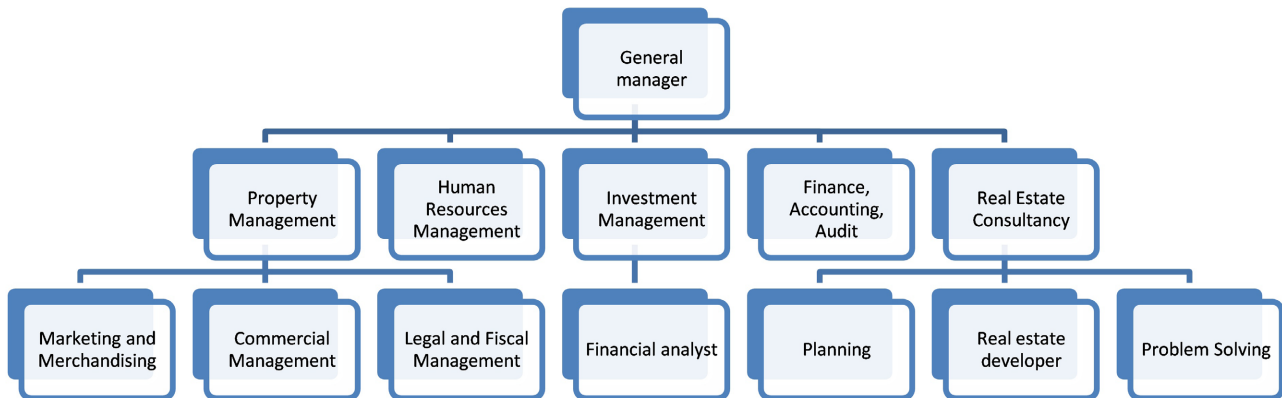 General
manager
Property
Management
Human
Resources
Management
Investment
Management
Finance,
Accounting,
Audit
Real Estate
Consultancy
Marketing and
Merchandising
Commercial
Management
Legal and Fiscal
Management
Financial analyst
Planning
Real estate
developer
Problem Solving